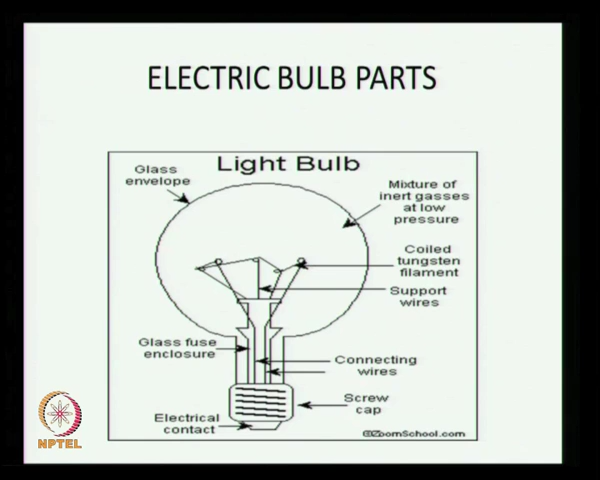 ELECTRIC BULB PARTS
Light Bulb
Glass
envelope
Mixture of
inert gasses
at low
pressure
Coiled
tungsten
filament
Support
wires
Glass fuse
enclosure
Connecting
wires
Screw
cap
Electrical
contact
©ZoomSchool.com
NPTEL